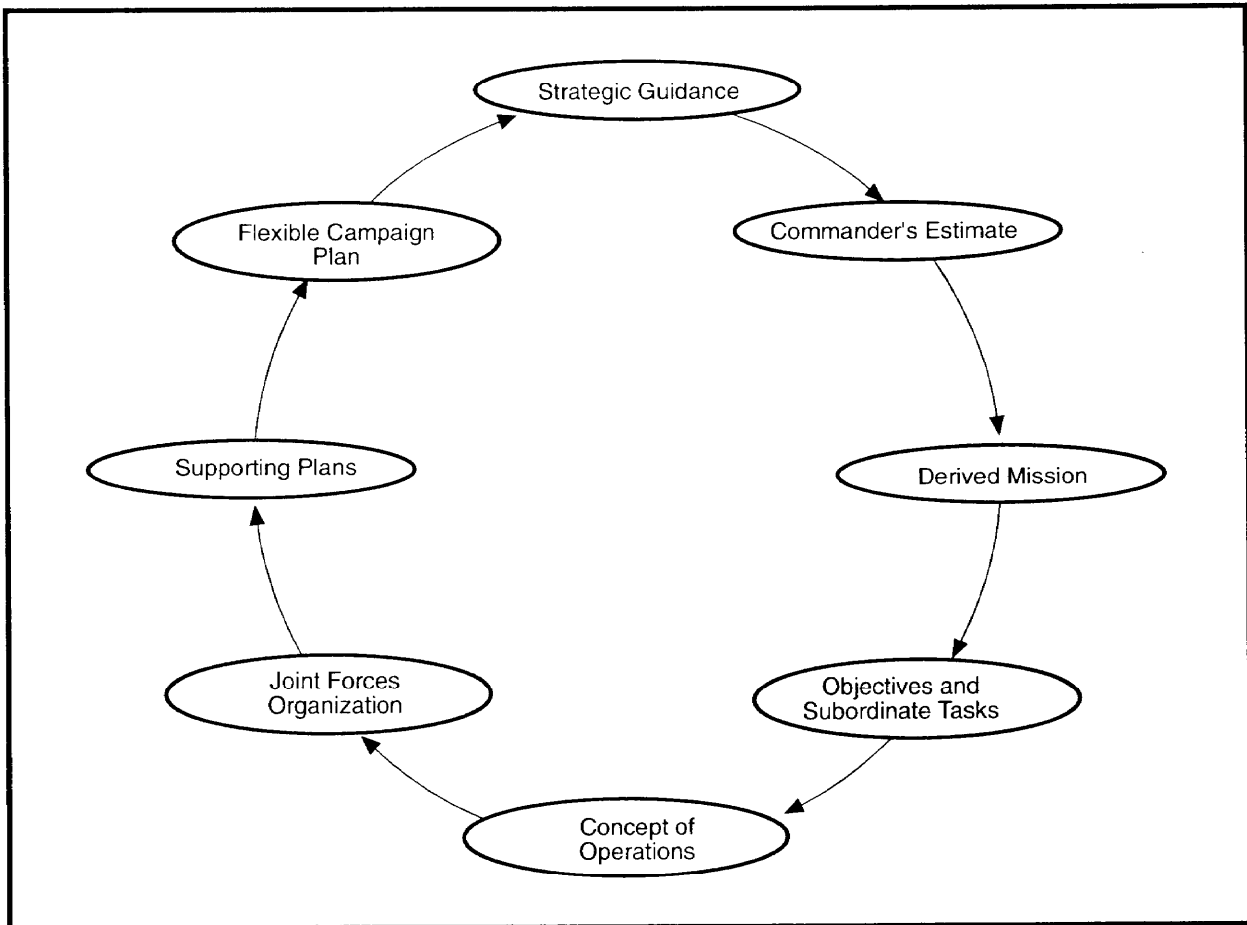 Strategic Guidance
Commander's Estimate
Derived Mission
Objectives and
Subordinate Tasks
Concept of
Operations
Joint Forces
Organization
Supporting Plans
Flexible Campaign
Plan